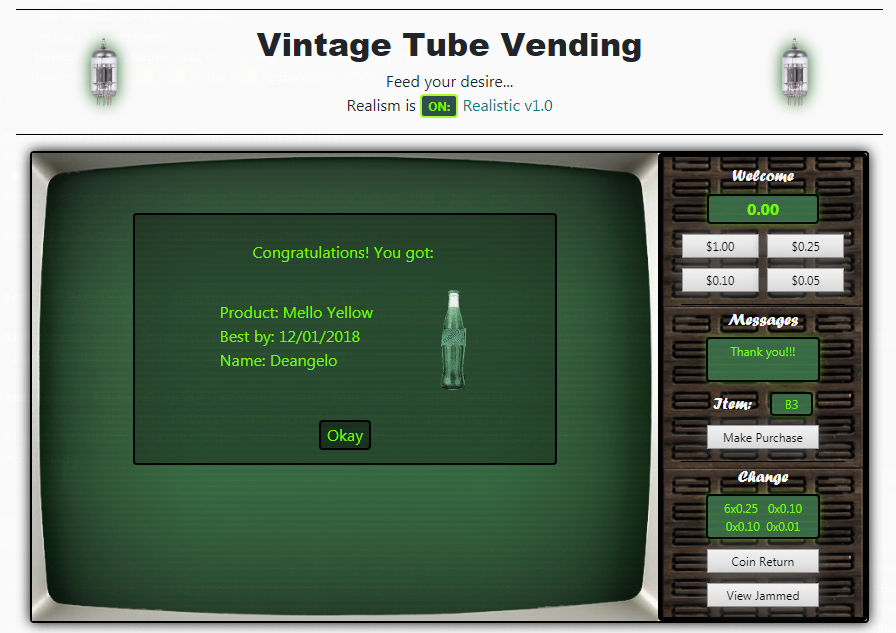 Vintage Tube Vending
Feed your desire...
Realism is ON: Realistic v1.0
Congratulations! You got:
Product: Mello Yellow
Best by: 12/01/2018
Name: Deangelo
Okay
Welcome
0.00
$1.00 $0.25
$0.10 $0.05
Messages
Thank you!!!
Item: B3
Make Purchase
Change
6x0.25 0x0.10
0x0.10 0x0.01
Coin Return
View Jammed